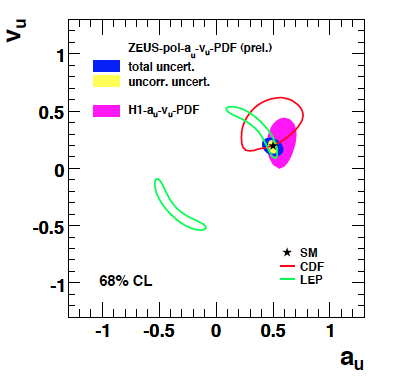 v_u
ZEUS-pol-a_u-v_u-PDF (prel.)
total uncert.
uncorr. uncert.
H1-a_u-v_u-PDF
1
0.5
0
-0.5
-1
SM
CDF
LEP
68% CL
-1 -0.5 0 0.5 1
a_u